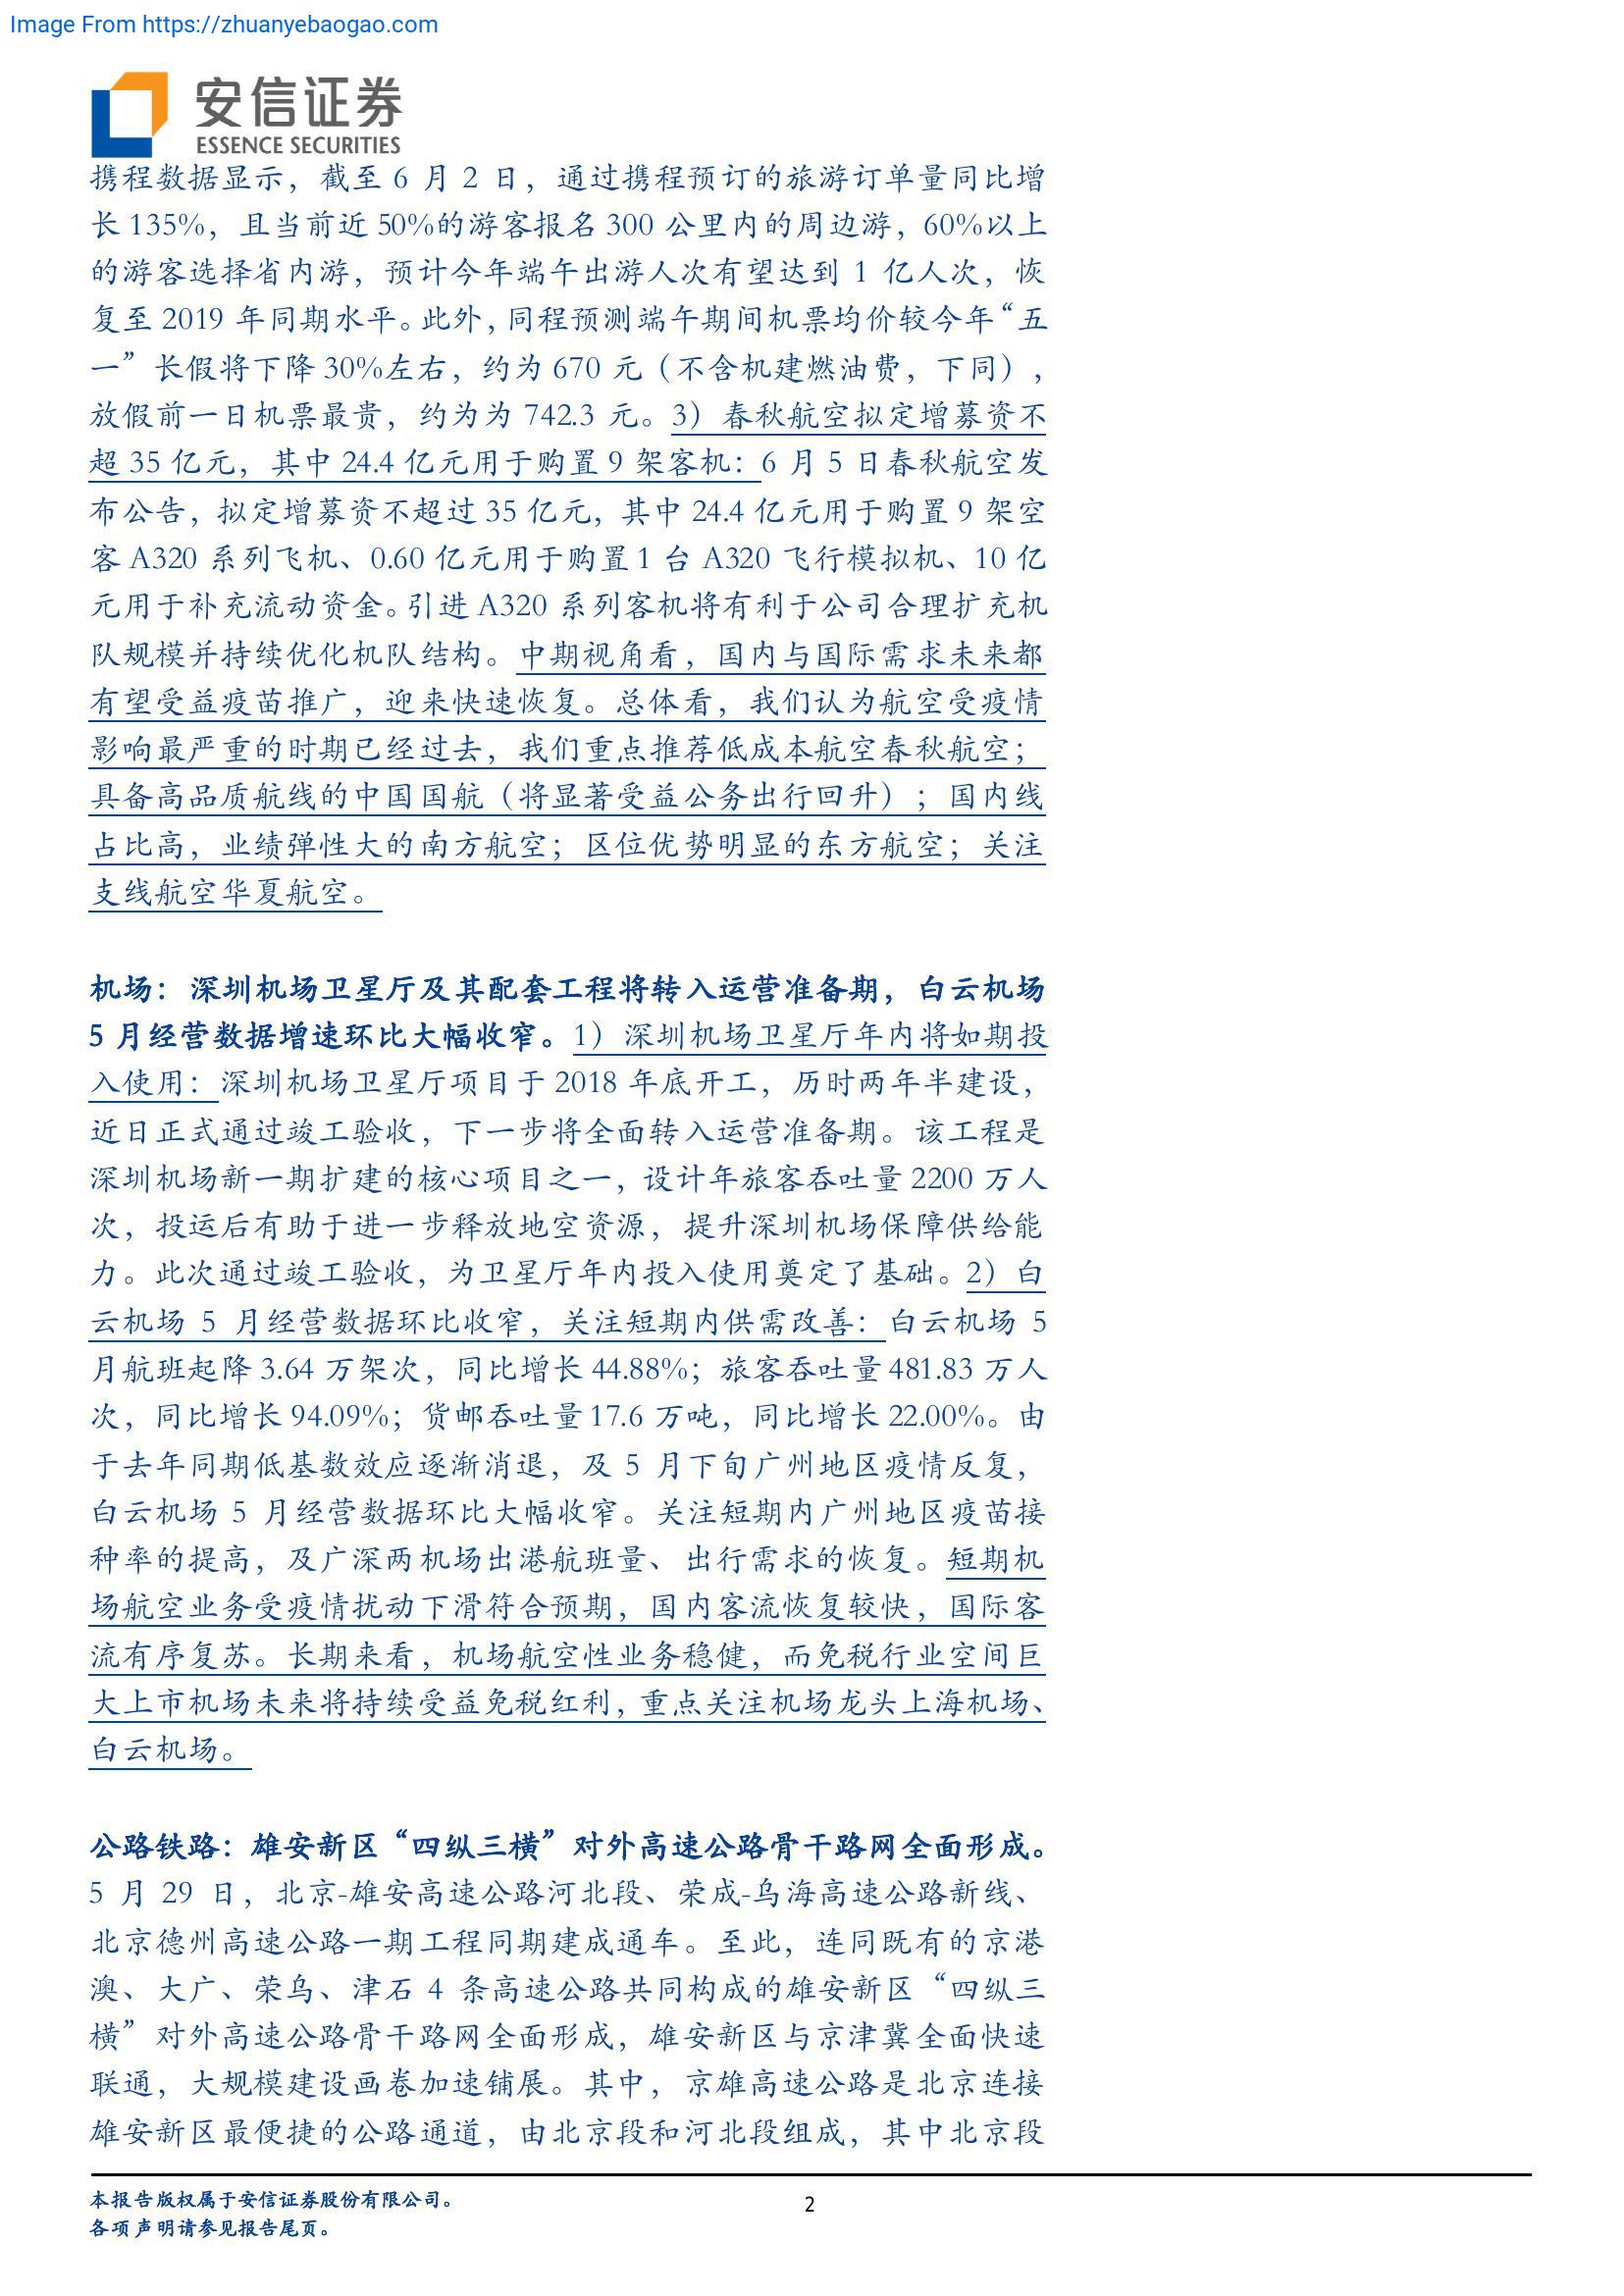 Image From https://zhuanyebaogao.com
安信证券
ESSENCE SECURITIES
携程数据显示，截至 6 月 2 日，通过携程预订的旅游订单量同比增
长 135%，且当前近 50%的游客报名 300 公里内的周边游，60%以上
的游客选择省内游，预计今年端午出游人次有望达到 1 亿人次，恢
复至 2019 年同期水平。此外，同程预测端午期间机票均价较今年“五
一”长假将下降 30%左右，约为 670 元（不含机建燃油费，下同），
放假前一日机票最贵，约为为 742.3 元。3）春秋航空拟定增募资不
超 35 亿元，其中 24.4 亿元用于购置 9 架客机：6 月 5 日春秋航空发
布公告，拟定增募资不超过 35 亿元, 其中 24.4 亿元用于购置 9 架空
客 A320 系列飞机、0.60 亿元用于购置 1 台 A320 飞行模拟机、10 亿
元用于补充流动资金。引进 A320 系列客机将有利于公司合理扩充机
队规模并持续优化机队结构。中期视角看，国内与国际需求未来都
有望受益疫苗推广，迎来快速恢复。总体看，我们认为航空受疫情
影响最严重的时期已经过去，我们重点推荐低成本航空春秋航空；
具备高品质航线的中国国航（将显著受益公务出行回升）；国内线
占比高，业绩弹性大的南方航空；区位优势明显的东方航空；关注
支线航空华夏航空。
机场：深圳机场卫星厅及其配套工程将转入运营准备期，白云机场
5 月经营数据增速环比大幅收窄。1）深圳机场卫星厅年内将如期投
入使用：深圳机场卫星厅项目于 2018 年底开工，历时两年半建设，
近日正式通过竣工验收，下一步将全面转入运营准备期。该工程是
深圳机场新一期扩建的核心项目之一，设计年旅客吞吐量 2200 万人
次，投运后有助于进一步释放地空资源，提升深圳机场保障供给能
力。此次通过竣工验收，为卫星厅年内投入使用奠定了基础。2）白
云机场 5 月经营数据环比收窄，关注短期内供需改善：白云机场 5
月航班起降 3.64 万架次，同比增长 44.88%；旅客吞吐量 481.83 万人
次，同比增长 94.09%；货邮吞吐量 17.6 万吨，同比增长 22.00%。由
于去年同期低基数效应逐渐消退，及 5 月下旬广州地区疫情反复，
白云机场 5 月经营数据环比大幅收窄。关注短期内广州地区疫苗接
种率的提高，及广深两机场出港航班量、出行需求的恢复。短期机
场航空业务受疫情扰动下滑符合预期，国内客流恢复较快，国际客
流有序复苏。长期来看，机场航空性业务稳健，而免税行业空间巨
大上市机场未来将持续受益免税红利，重点关注机场龙头上海机场、
白云机场。
公路铁路：雄安新区“四纵三横”对外高速公路骨干路网全面形成。
5 月 29 日，北京-雄安高速公路河北段、荣成-乌海高速公路新线、
北京德州高速公路一期工程同期建成通车。至此，连同既有的京港
澳、大广、荣乌、津石 4 条高速公路共同构成的雄安新区“四纵三
横”对外高速公路骨干路网全面形成，雄安新区与京津冀全面快速
联通，大规模建设画卷加速铺展。其中，京雄高速公路是北京连接
雄安新区最便捷的公路通道，由北京段和河北段组成，其中北京段
本报告版权属于安信证券股份有限公司。
各项声明请参见报告尾页。
2